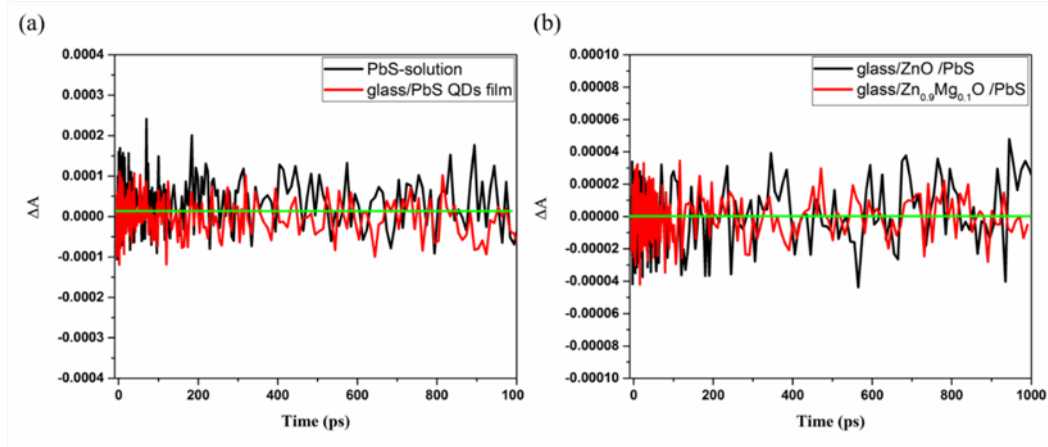 (a)
0.0004
0.0003
0.0002
0.0001
0.0000
-0.0001
-0.0002
-0.0003
-0.0004
ΔA
PbS-solution
glass/PbS QDs film
0 200 400 600 800 100
Time (ps)
(b)
0.00010
0.00008
0.00006
0.00004
0.00002
0.00000
-0.00002
-0.00004
-0.00006
-0.00008
-0.00010
ΔA
glass/ZnO /PbS
glass/Zn₀.₉Mg₀.₁O /PbS
0 200 400 600 800 1000
Time (ps)